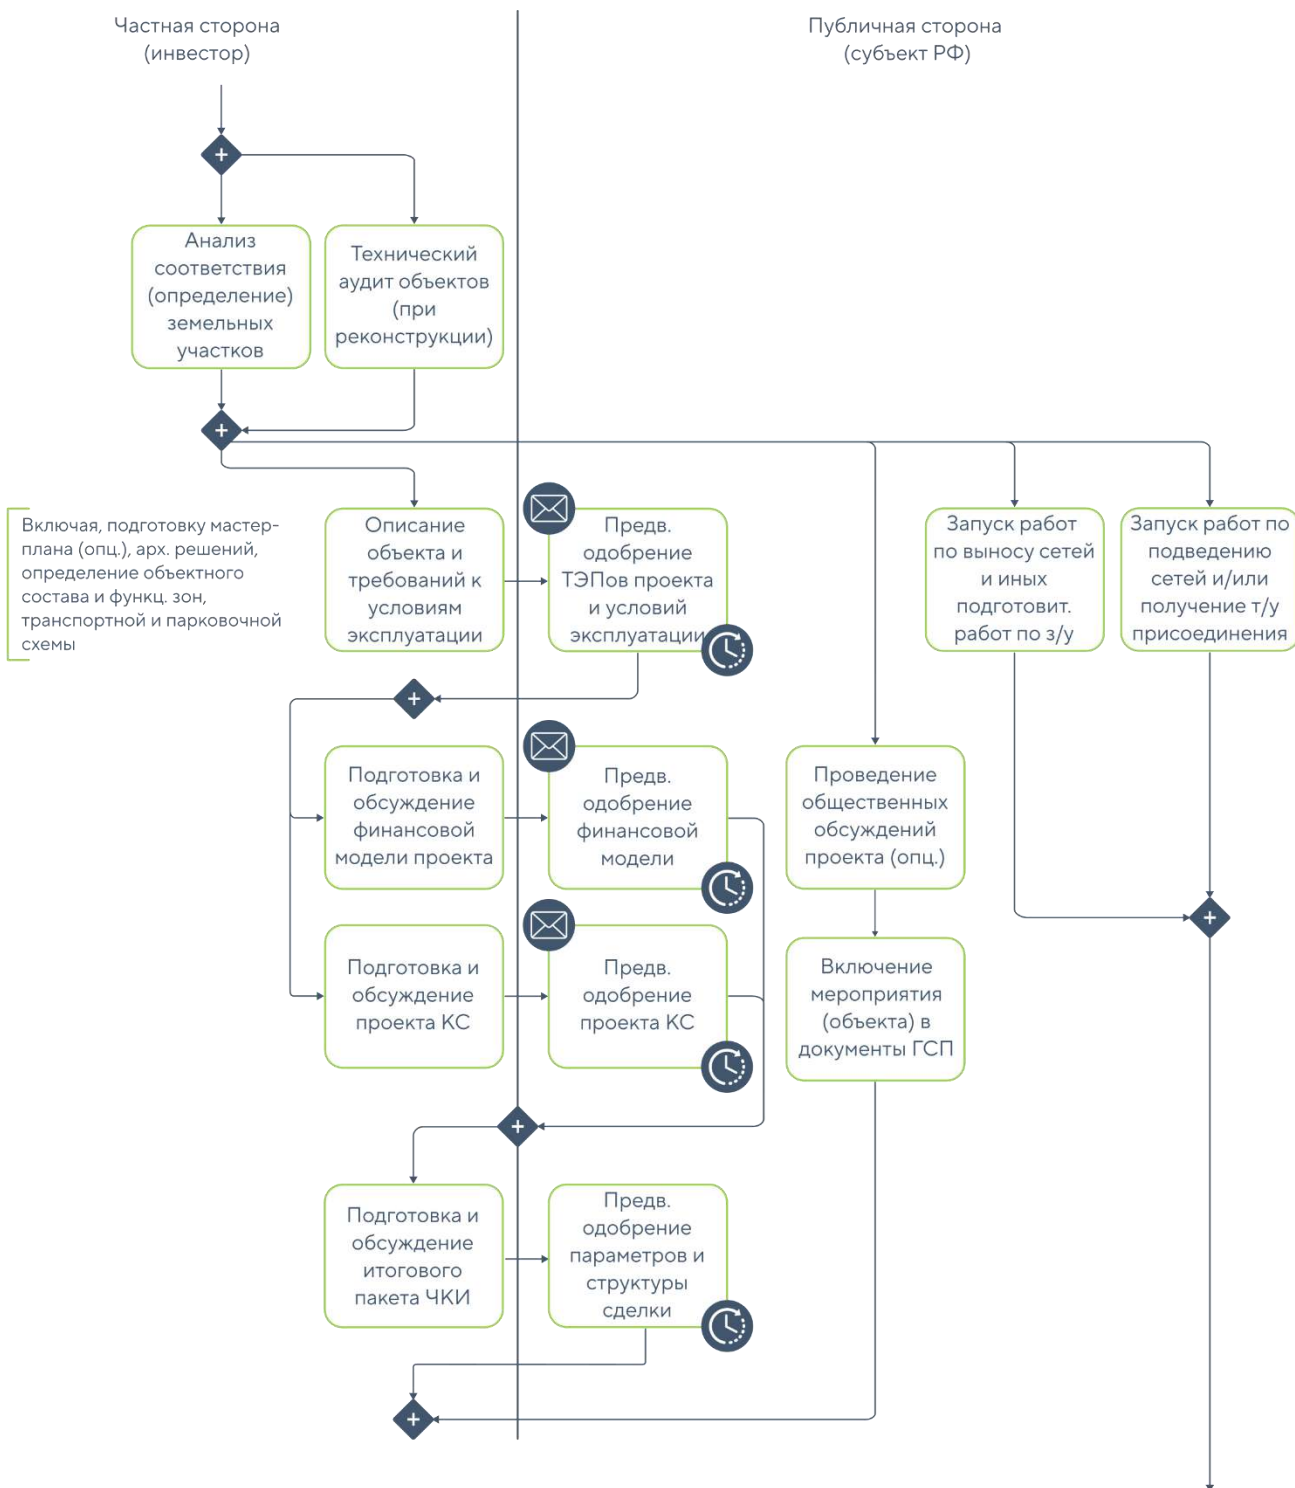 Частная сторона
(инвестор)
Публичная сторона
(субъект РФ)
Анализ
соответствия
(определение)
земельных
участков
Технический
аудит объектов
(при
реконструкции)
Включая, подготовку мастер-
плана (опц.), арх. решений,
определение объектного
состава и функц. зон,
транспортной и парковочной
схемы
Описание
объекта и
требований к
условиям
эксплуатации
Предв.
одобрение
ТЭПов проекта
и условий
эксплуатации
Запуск работ
по выносу сетей
и иных
подготовит.
работ по з/у
Запуск работ по
подведению
сетей и/или
получение т/у
присоединения
Подготовка и
обсуждение
финансовой
модели проекта
Предв.
одобрение
финансовой
модели
Проведение
общественных
обсуждений
проекта (опц.)
Подготовка и
обсуждение
проекта КС
Предв.
одобрение
проекта КС
Включение
мероприятия
(объекта) в
документы ГСП
Подготовка и
обсуждение
итогового
пакета ЧКИ
Предв.
одобрение
параметров и
структуры
сделки